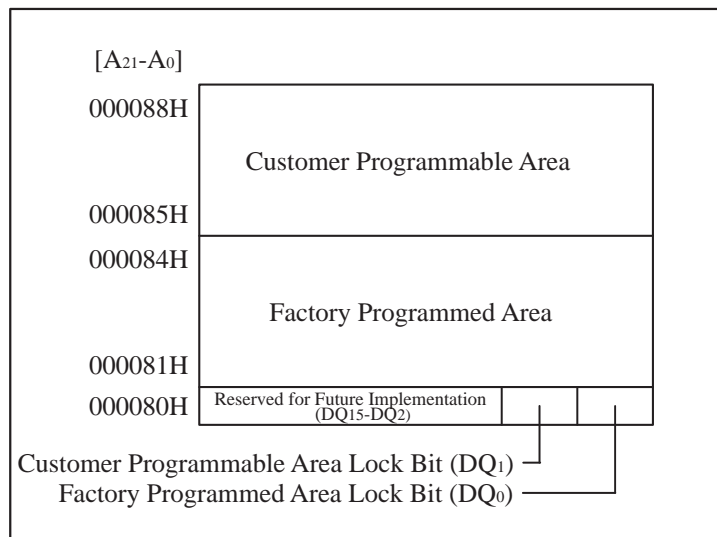 [A21-A0]
000088H
Customer Programmable Area
000085H
000084H
Factory Programmed Area
000081H
000080H
Reserved for Future Implementation
(DQ15-DQ2)
Customer Programmable Area Lock Bit (DQ1)
Factory Programmed Area Lock Bit (DQ0)